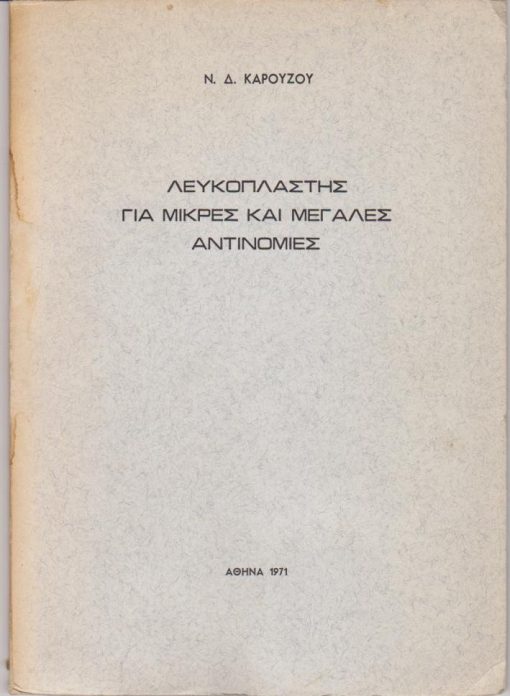 Ν. Δ. ΚΑΡΟΥΖΟΥ
ΛΕΥΚΟΠΛΑΣΤΗΣ
ΓΙΑ ΜΙΚΡΕΣ ΚΑΙ ΜΕΓΑΛΕΣ
ΑΝΤΙΝΟΜΙΕΣ
ΑΘΗΝΑ 1971